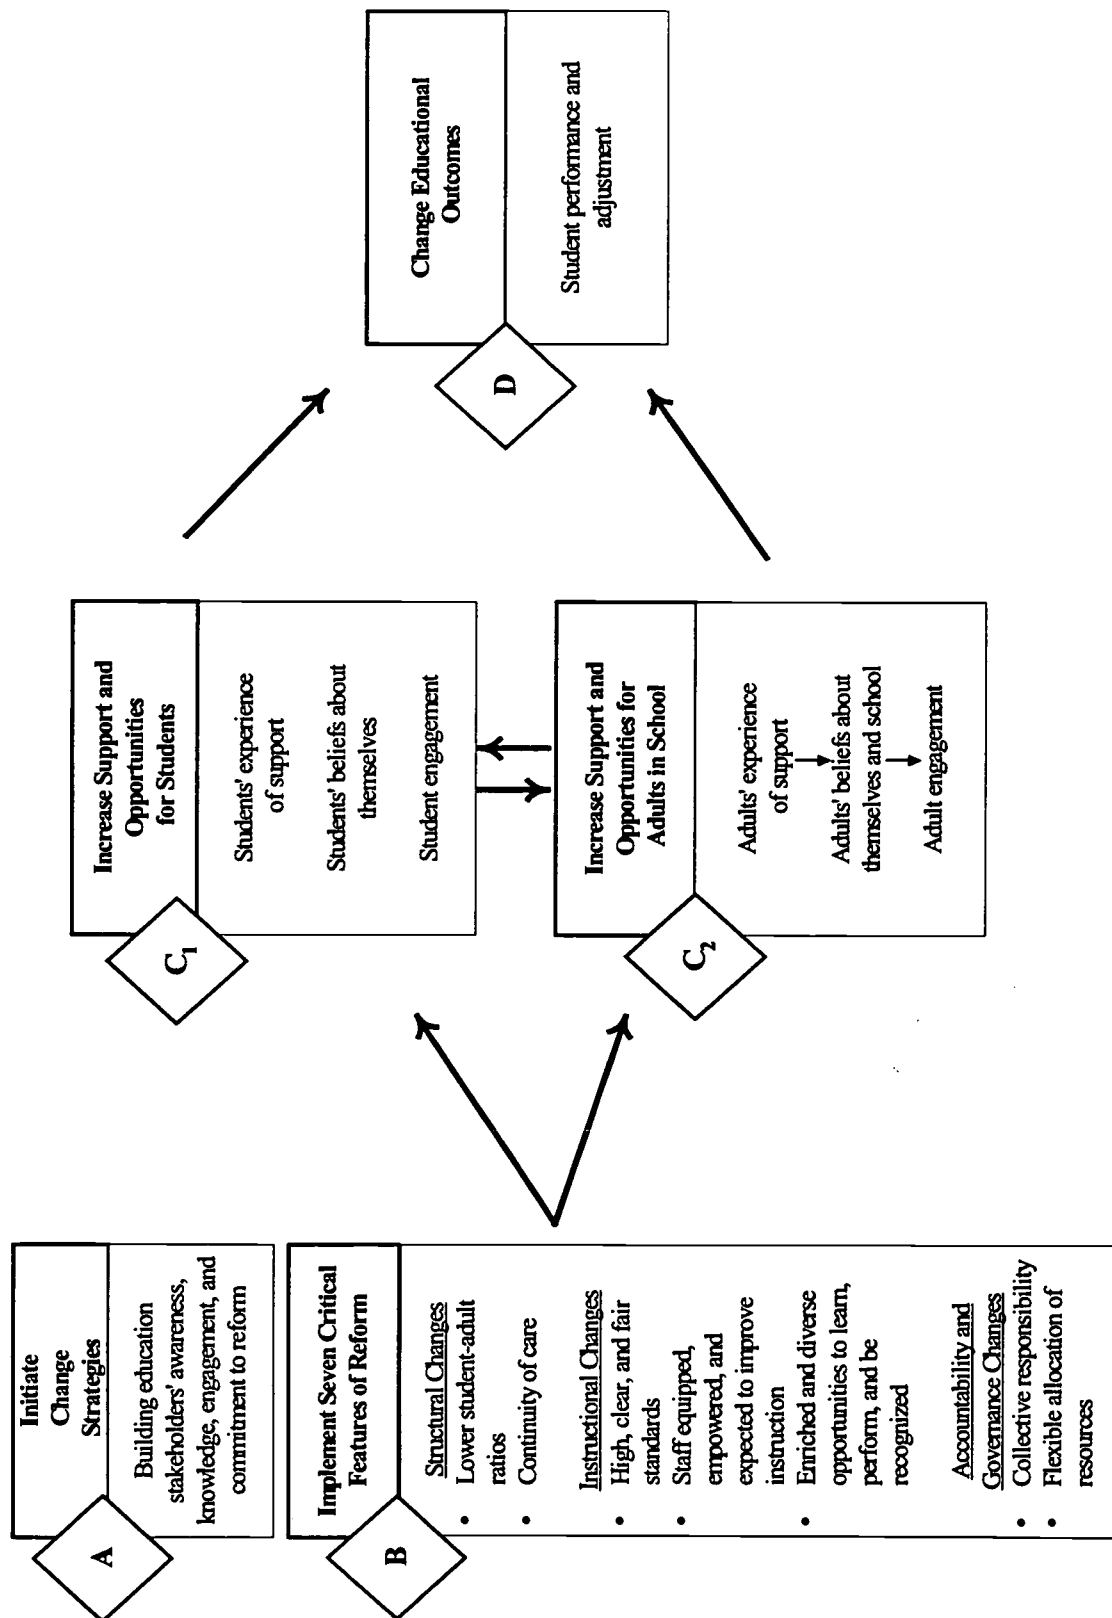 A
Initiate
Change
Strategies
Building education
stakeholders' awareness,
knowledge, engagement, and
commitment to reform
B
Implement Seven Critical
Features of Reform
Structural Changes
• Lower student-adult
ratios
• Continuity of care
Instructional Changes
• High, clear, and fair
standards
• Staff equipped,
empowered, and
expected to improve
instruction
• Enriched and diverse
opportunities to learn,
perform, and be
recognized
Accountability and
Governance Changes
• Collective responsibility
• Flexible allocation of
resources
C₁
Increase Support and
Opportunities
for Students
Students' experience
of support
Students' beliefs about
themselves
Student engagement
C₂
Increase Support and
Opportunities for
Adults in School
Adults' experience
of support
Adults' beliefs about
themselves and school
Adult engagement
D
Change Educational
Outcomes
Student performance and
adjustment